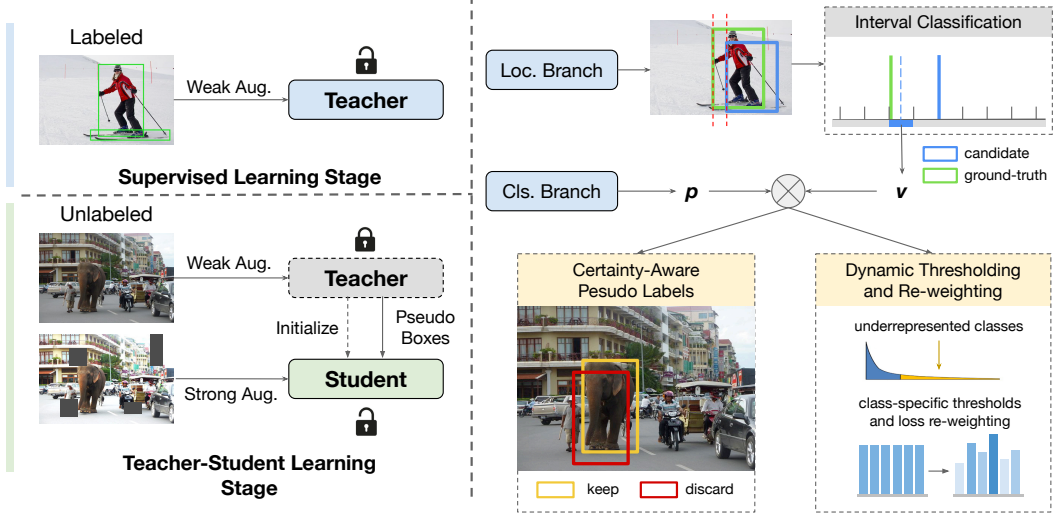 Labeled
Weak Aug.
Teacher
Supervised Learning Stage
Unlabeled
Weak Aug.
Teacher
Initialize
Pseudo
Boxes
Strong Aug.
Student
Teacher-Student Learning
Stage
Loc. Branch
Interval Classification
candidate
ground-truth
Cls. Branch
p
v
Certainty-Aware
Pesudo Labels
keep
discard
Dynamic Thresholding
and Re-weighting
underrepresented classes
class-specific thresholds
and loss re-weighting